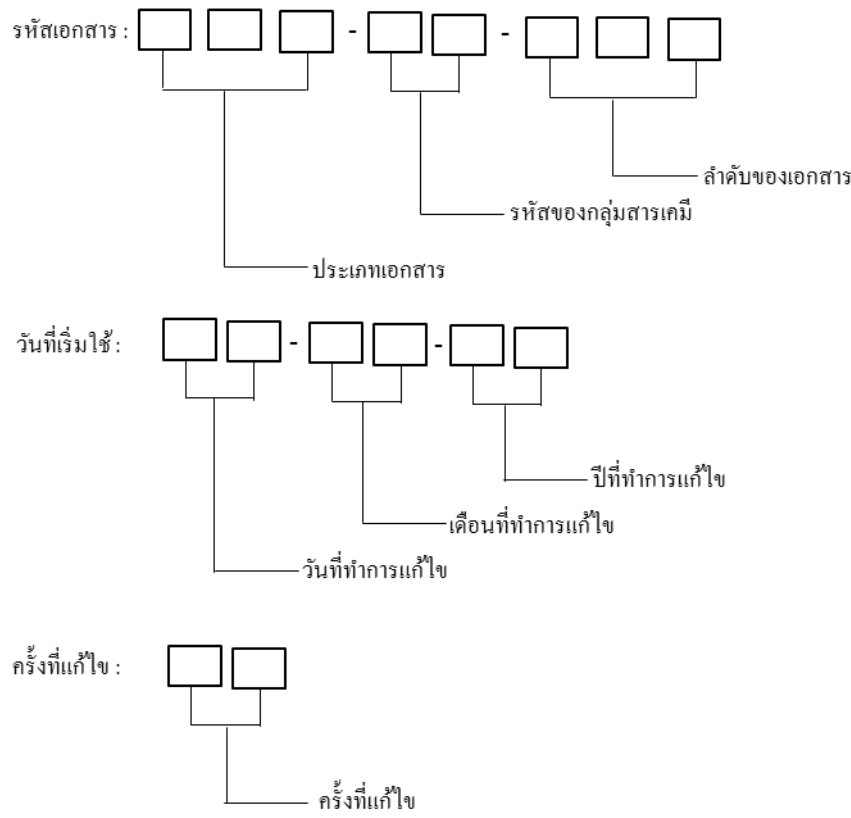 รหัสเอกสาร : - -
ลำดับของเอกสาร
รหัสของกลุ่มสารเคมี
ประเภทเอกสาร
วันที่เริ่มใช้ : - -
ปีที่ทำการแก้ไข
เดือนที่ทำการแก้ไข
วันที่ทำการแก้ไข
ครั้งที่แก้ไข :
ครั้งที่แก้ไข